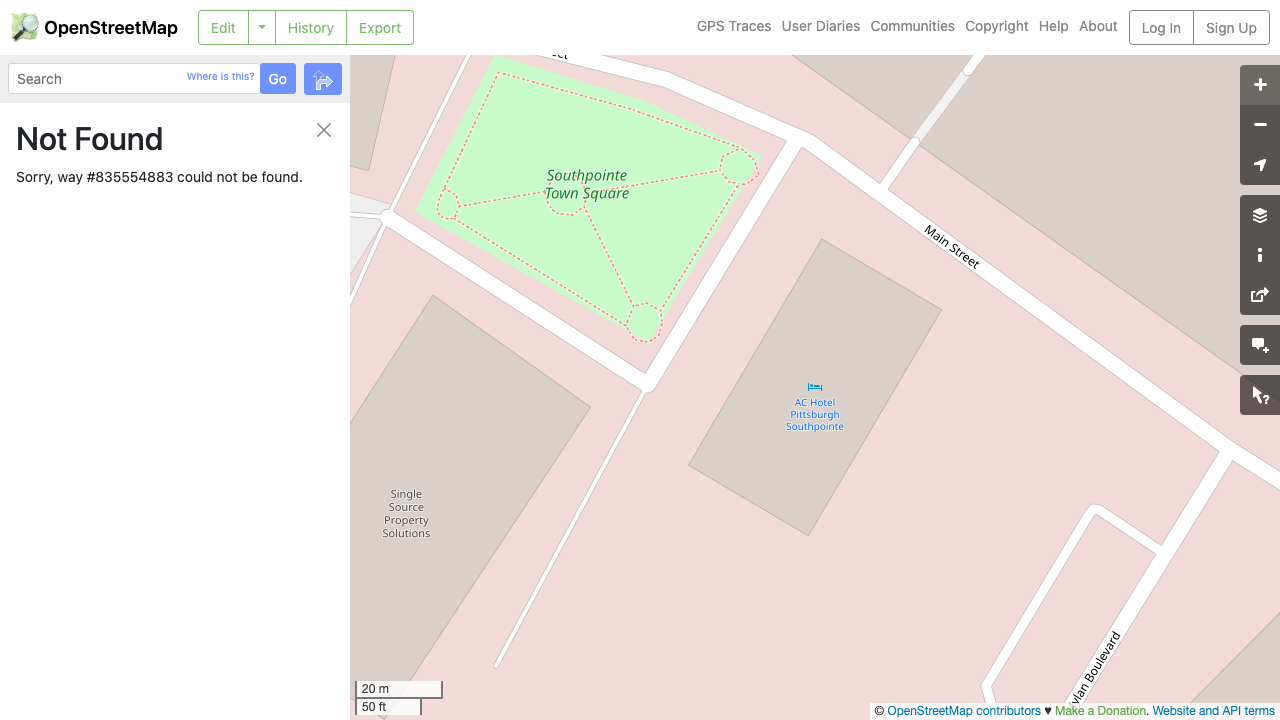 OpenStreetMap
Edit
History
Export
GPS Traces
User Diaries
Communities
Copyright
Help
About
Log In
Sign Up
Search
Where is this?
Go
Not Found
Sorry, way #835554883 could not be found.
Southpointe
Town Square
Main Street
AC Hotel
Pittsburgh
Southpointe
Single
Source
Property
Solutions
Boulevard
20 m
50 ft
© OpenStreetMap contributors ♥ Make a Donation. Website and API terms